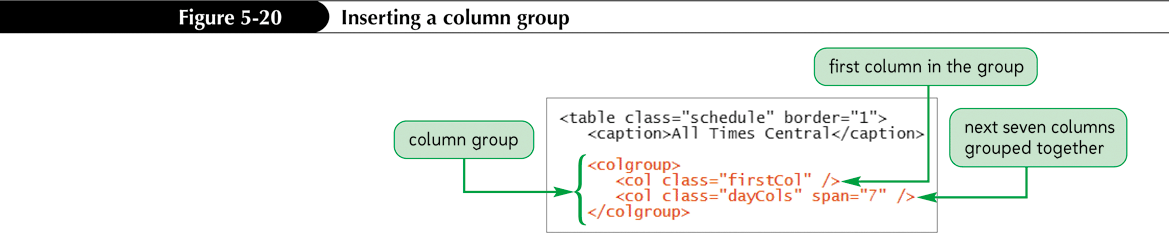 Figure 5-20 Inserting a column group
first column in the group
<table class="schedule" border="1">
<caption>All Times Central</caption>
column group
next seven columns
grouped together
<colgroup>
<col class="firstCol" />
<col class="dayCols" span="7" />
</colgroup>